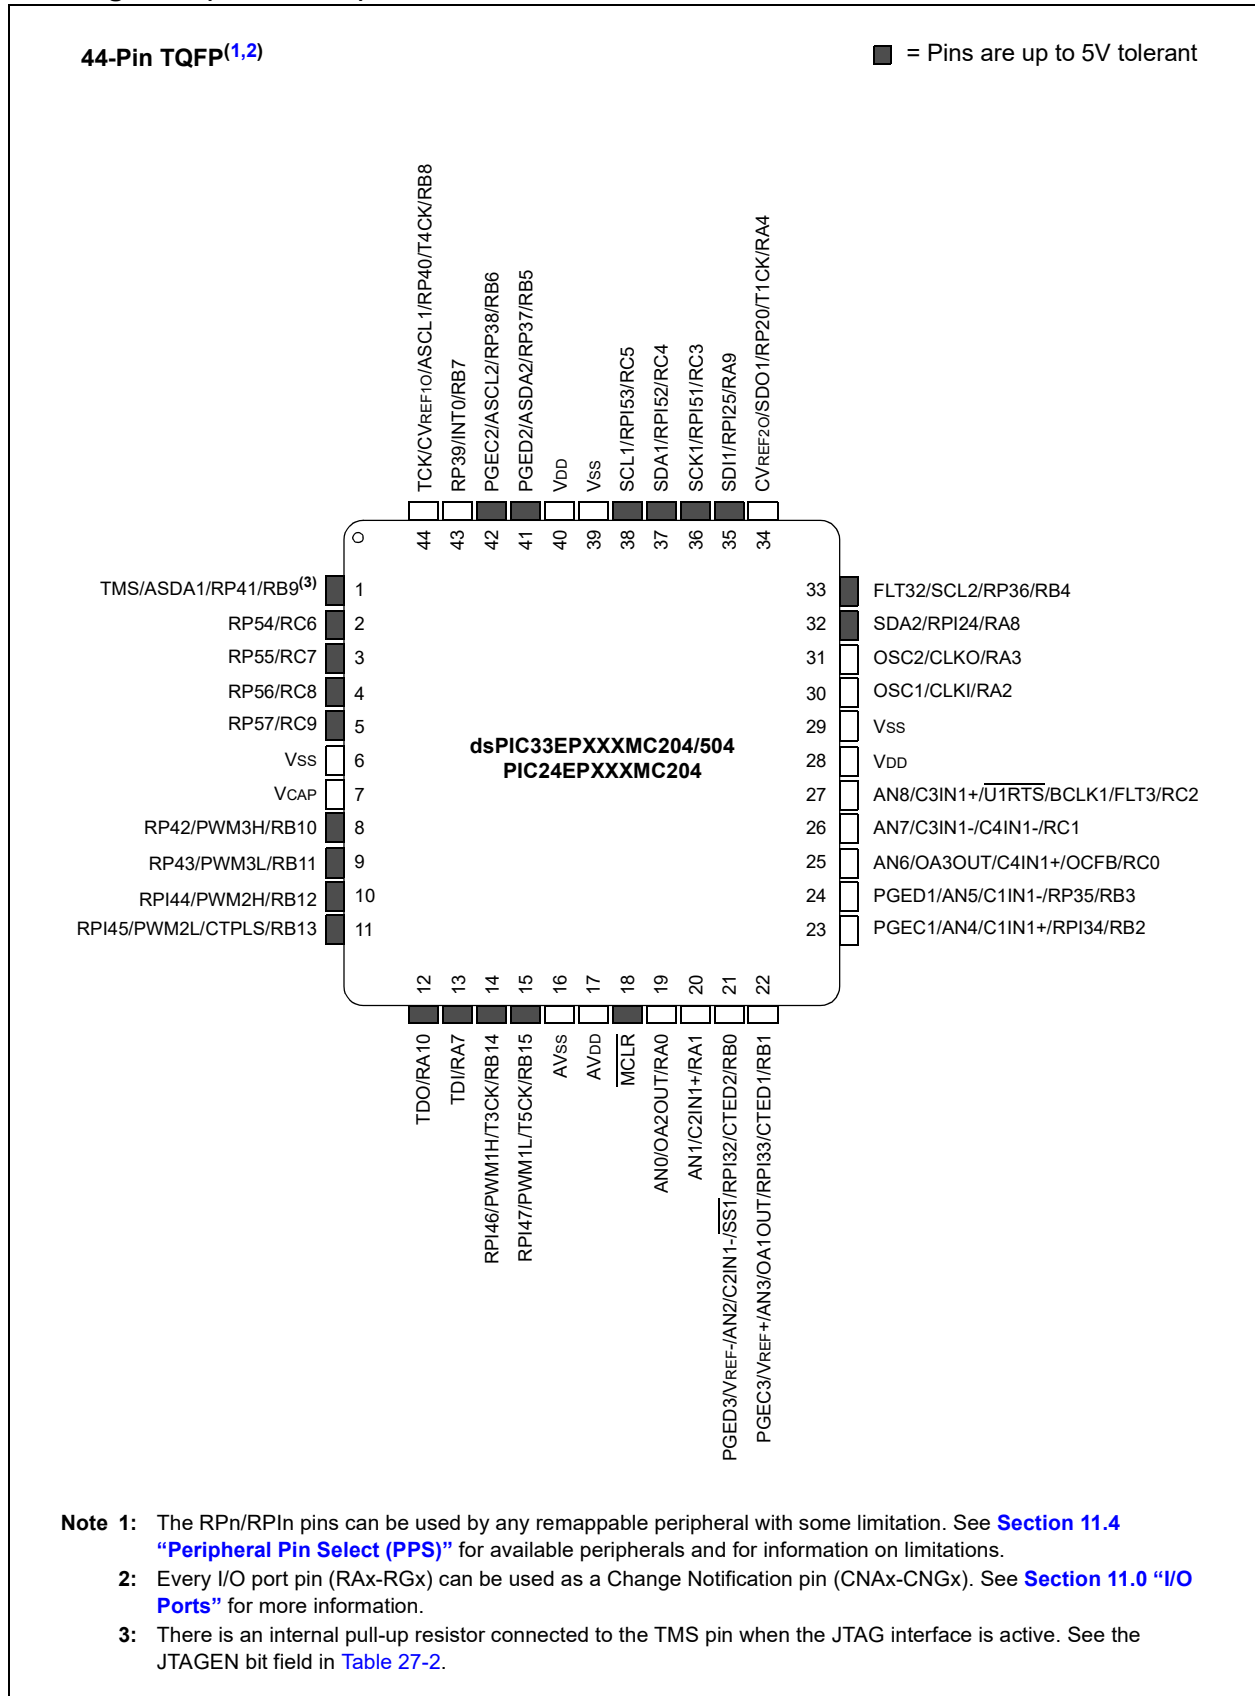 44-Pin TQFP(1,2)
= Pins are up to 5V tolerant
TCK/CVREF1O/ASCL1/RP40/T4CK/RB8
RP39/INT0/RB7
PGEC2/ASCL2/RP38/RB6
PGED2/ASDA2/RP37/RB5
VDD
VSS
SCL1/RPI53/RC5
SDA1/RPI52/RC4
SCK1/RPI51/RC3
SDI1/RPI25/RA9
CVREF2O/SDO1/RP20/T1CK/RA4
44 43 42 41 40 39 38 37 36 35 34
TMS/ASDA1/RP41/RB9(3) 1
RP54/RC6 2
RP55/RC7 3
RP56/RC8 4
RP57/RC9 5
VSS 6
VCAP 7
RP42/PWM3H/RB10 8
RP43/PWM3L/RB11 9
RPI44/PWM2H/RB12 10
RPI45/PWM2L/CTPLS/RB13 11
dsPIC33EPXXXMC204/504
PIC24EPXXXMC204
33 FLT32/SCL2/RP36/RB4
32 SDA2/RPI24/RA8
31 OSC2/CLKO/RA3
30 OSC1/CLKI/RA2
29 VSS
28 VDD
27 AN8/C3IN1+/U1RTS/BCLK1/FLT3/RC2
26 AN7/C3IN1-/C4IN1-/RC1
25 AN6/OA3OUT/C4IN1+/OCFB/RC0
24 PGED1/AN5/C1IN1-/RP35/RB3
23 PGEC1/AN4/C1IN1+/RPI34/RB2
12 13 14 15 16 17 18 19 20 21 22
TDO/RA10
TDI/RA7
RPI46/PWM1H/T3CK/RB14
RPI47/PWM1L/T5CK/RB15
AVSS
AVDD
MCLR
AN0/OA2OUT/RA0
AN1/C2IN1+/RA1
PGED3/VREF-/AN2/C2IN1-/SS1/RPI32/CTED2/RB0
PGEC3/VREF+/AN3/OA1OUT/RPI33/CTED1/RB1
Note 1: The RPn/RPIn pins can be used by any remappable peripheral with some limitation. See Section 11.4
“Peripheral Pin Select (PPS)” for available peripherals and for information on limitations.
2: Every I/O port pin (RAx-RGx) can be used as a Change Notification pin (CNAx-CNGx). See Section 11.0 “I/O
Ports” for more information.
3: There is an internal pull-up resistor connected to the TMS pin when the JTAG interface is active. See the
JTAGEN bit field in Table 27-2.